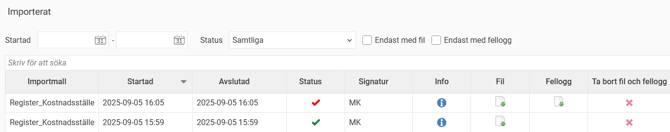 Importerat
Startad - Status Samtliga Endast med fil Endast med fellogg
Skriv för att söka
Importmall Startad Avslutad Status Signatur Info Fil Fellogg Ta bort fil och fellogg
Register_Kostnadsställe 2025-09-05 16:05 2025-09-05 16:05 MK
Register_Kostnadsställe 2025-09-05 15:59 2025-09-05 15:59 MK